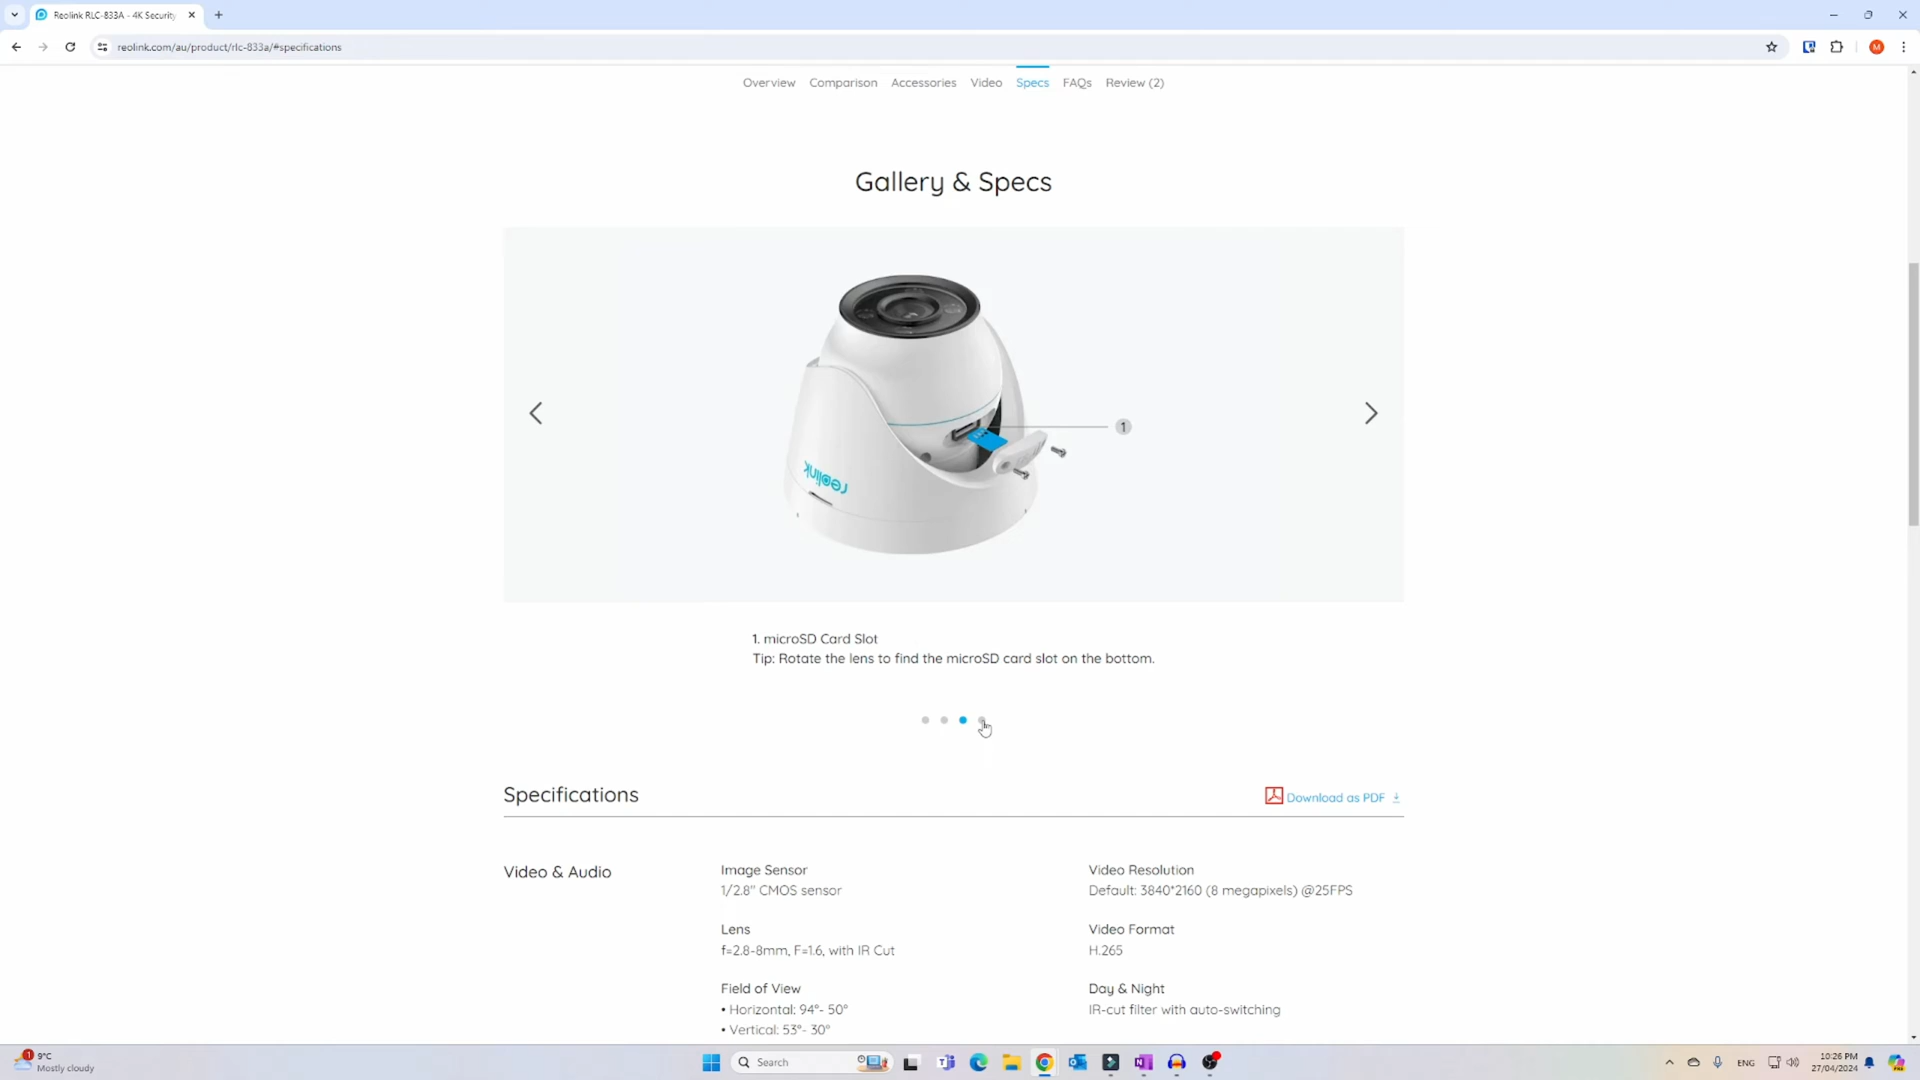 Reolink RLC-833A - 4K Security
reolink.com/au/product/rlc-833a/#specifications
M
Overview Comparison Accessories Video Specs FAQs Review (2)
Gallery & Specs
1
reolink
1. microSD Card Slot
Tip: Rotate the lens to find the microSD card slot on the bottom.
Specifications
Download as PDF
Video & Audio
Image Sensor
1/2.8" CMOS sensor
Video Resolution
Default: 3840*2160 (8 megapixels) @25FPS
Lens
f=2.8-8mm, F=1.6, with IR Cut
Video Format
H.265
Field of View
• Horizontal: 94°- 50°
• Vertical: 53°- 30°
Day & Night
IR-cut filter with auto-switching
1
9°C
Mostly cloudy
Search
ENG
10:26 PM
27/04/2024